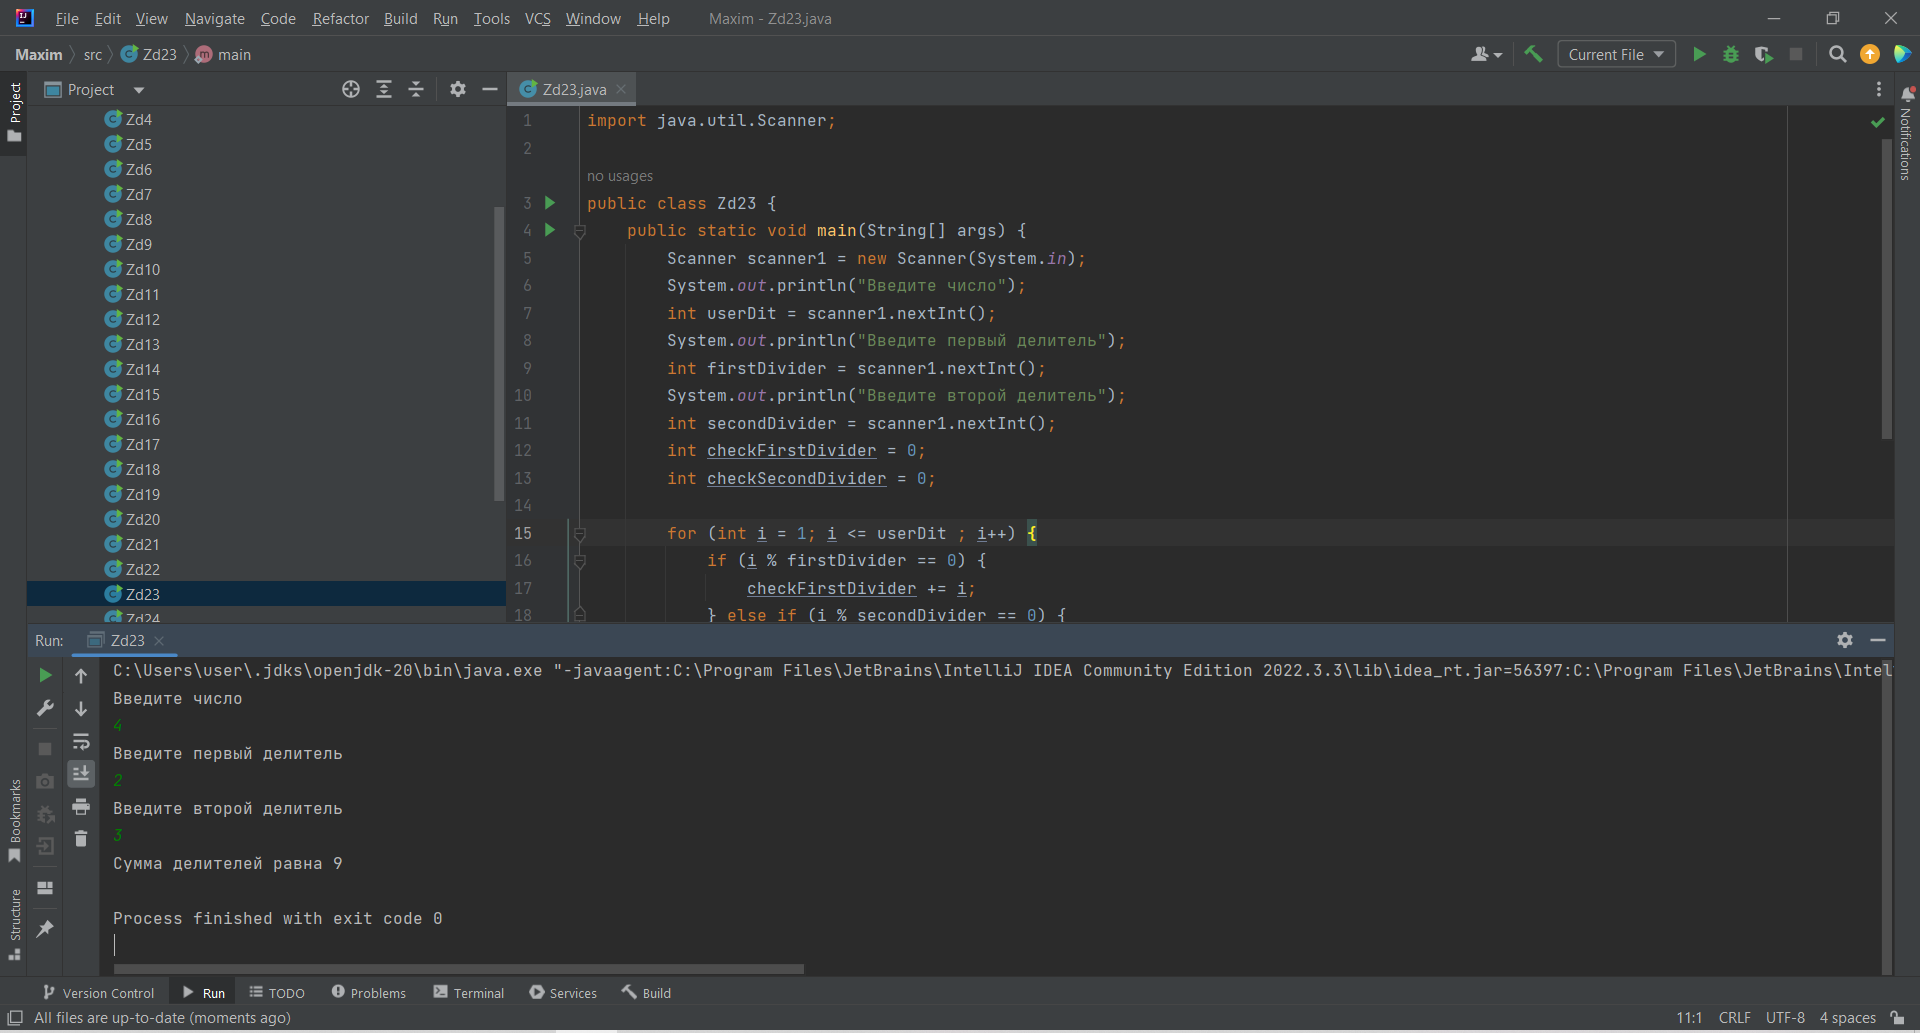 File Edit View Navigate Code Refactor Build Run Tools VCS Window Help Maxim - Zd23.java
Maxim src Zd23 main Current File
Project
Zd23.java
Project
Zd4
Zd5
Zd6
Zd7
Zd8
Zd9
Zd10
Zd11
Zd12
Zd13
Zd14
Zd15
Zd16
Zd17
Zd18
Zd19
Zd20
Zd21
Zd22
Zd23
Zd24
1 import java.util.Scanner;
2
no usages
3 public class Zd23 {
4 public static void main(String[] args) {
5 Scanner scanner1 = new Scanner(System.in);
6 System.out.println("Введите число");
7 int userDit = scanner1.nextInt();
8 System.out.println("Введите первый делитель");
9 int firstDivider = scanner1.nextInt();
10 System.out.println("Введите второй делитель");
11 int secondDivider = scanner1.nextInt();
12 int checkFirstDivider = 0;
13 int checkSecondDivider = 0;
14
15 for (int i = 1; i <= userDit ; i++) {
16 if (i % firstDivider == 0) {
17 checkFirstDivider += i;
18 } else if (i % secondDivider == 0) {
Notifications
Run: Zd23
C:\Users\user\.jdks\openjdk-20\bin\java.exe "-javaagent:C:\Program Files\JetBrains\IntelliJ IDEA Community Edition 2022.3.3\lib\idea_rt.jar=56397:C:\Program Files\JetBrains\Intel
Введите число
4
Введите первый делитель
2
Введите второй делитель
3
Сумма делителей равна 9
Process finished with exit code 0
Bookmarks
Structure
Version Control Run TODO Problems Terminal Services Build
All files are up-to-date (moments ago) 11:1 CRLF UTF-8 4 spaces